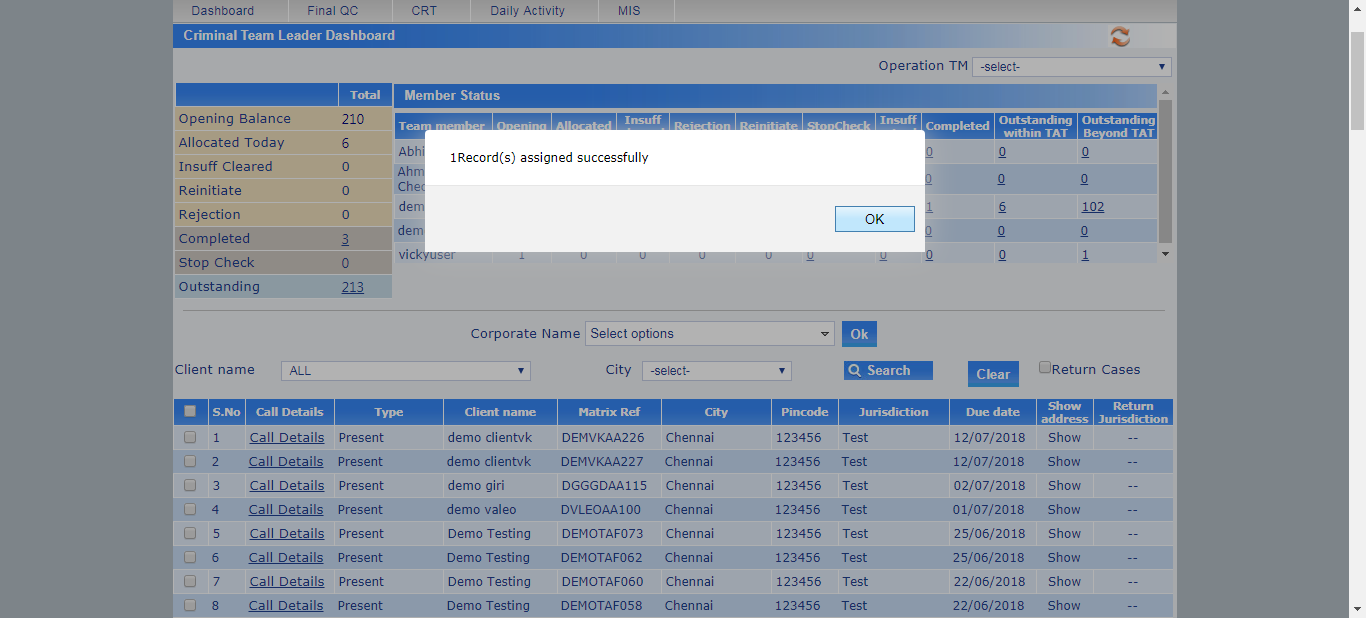 Dashboard Final QC CRT Daily Activity MIS
Criminal Team Leader Dashboard
Operation TM -select-
Total
Opening Balance 210
Allocated Today 6
Insuff Cleared 0
Reinitiate 0
Rejection 0
Completed 3
Stop Check 0
Outstanding 213
Member Status
Team member Opening Allocated Insuff Rejection Reinitiate StopCheck Insuff Completed Outstanding within TAT Outstanding Beyond TAT
Abhi 0 0 0
Ahm
Chec 0 0 0
dem 1 6 102
demo 0 0 0
vickyuser 1 0 0 0 0 0 0 0 0 1
1Record(s) assigned successfully
OK
Corporate Name Select options Ok
Client name ALL City -select- Search Clear Return Cases
S.No Call Details Type Client name Matrix Ref City Pincode Jurisdiction Due date Show address Return Jurisdiction
1 Call Details Present demo clientvk DEMVKAA226 Chennai 123456 Test 12/07/2018 Show --
2 Call Details Present demo clientvk DEMVKAA227 Chennai 123456 Test 12/07/2018 Show --
3 Call Details Present demo giri DGGGDAA115 Chennai 123456 Test 02/07/2018 Show --
4 Call Details Present demo valeo DVLEOAA100 Chennai 123456 Test 01/07/2018 Show --
5 Call Details Present Demo Testing DEMOTAF073 Chennai 123456 Test 25/06/2018 Show --
6 Call Details Present Demo Testing DEMOTAF062 Chennai 123456 Test 25/06/2018 Show --
7 Call Details Present Demo Testing DEMOTAF060 Chennai 123456 Test 22/06/2018 Show --
8 Call Details Present Demo Testing DEMOTAF058 Chennai 123456 Test 22/06/2018 Show --